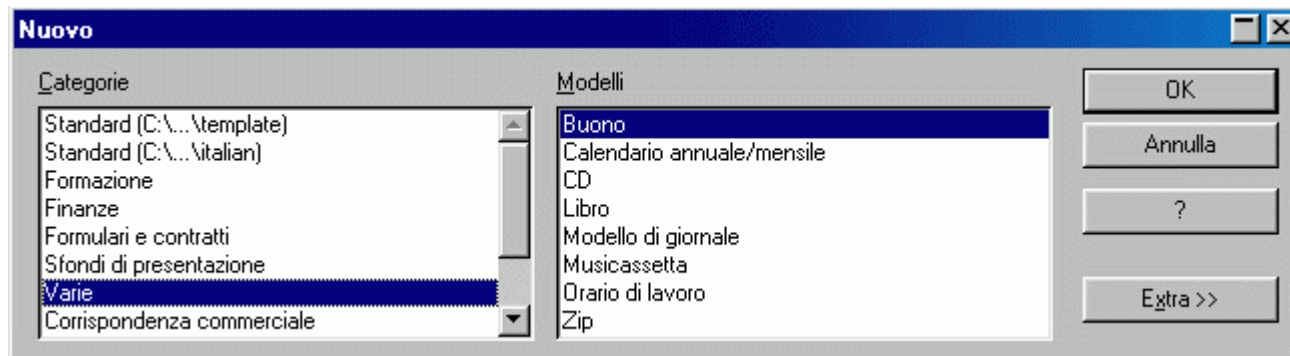 Nuovo
Categorie
Standard (C:\...\template)
Standard (C:\...\italian)
Formazione
Finanze
Formulari e contratti
Sfondi di presentazione
Varie
Corrispondenza commerciale
Modelli
Buono
Calendario annuale/mensile
CD
Libro
Modello di giornale
Musicassetta
Orario di lavoro
Zip
OK
Annulla
?
Extra >>